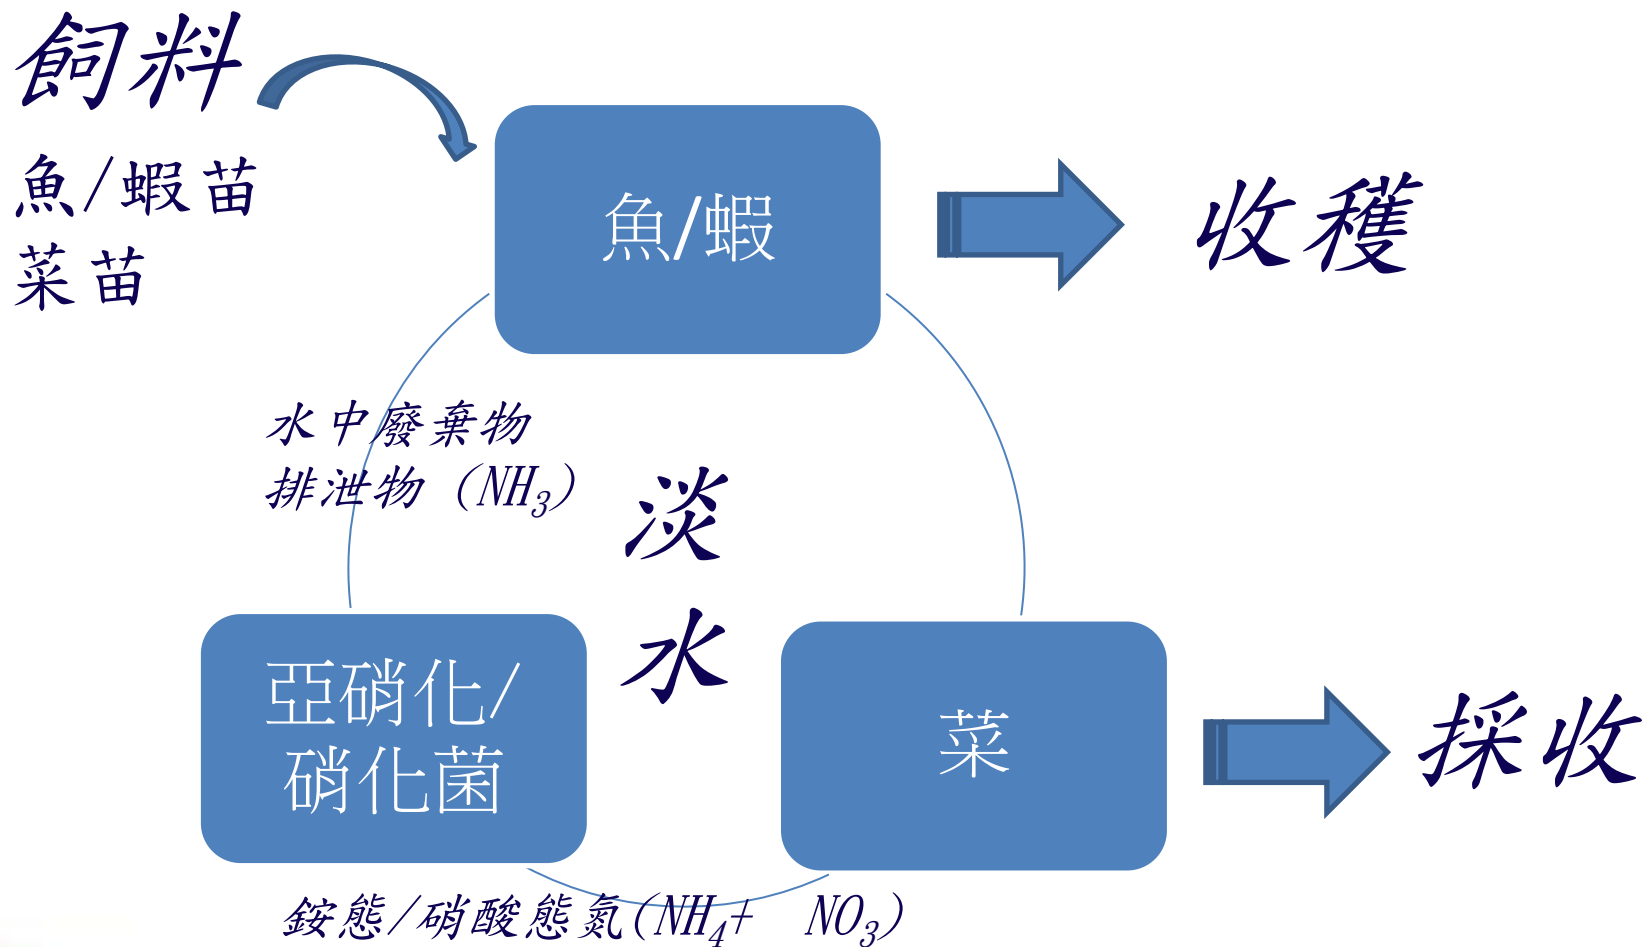 飼料
魚/蝦苗
菜苗
魚/蝦
收穫
水中廢棄物
排泄物 (NH₃)
淡
水
亞硝化/
硝化菌
菜
採收
銨態/硝酸態氮(NH₄+ NO₃)